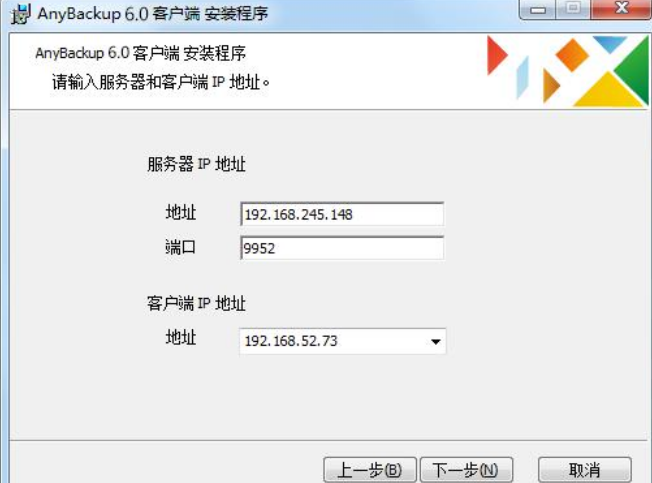 AnyBackup 6.0 客户端 安装程序
AnyBackup 6.0 客户端 安装程序
请输入服务器和客户端 IP 地址。
服务器 IP 地址
地址 192.168.245.148
端口 9952
客户端 IP 地址
地址 192.168.52.73
上一步(B) 下一步(N) 取消